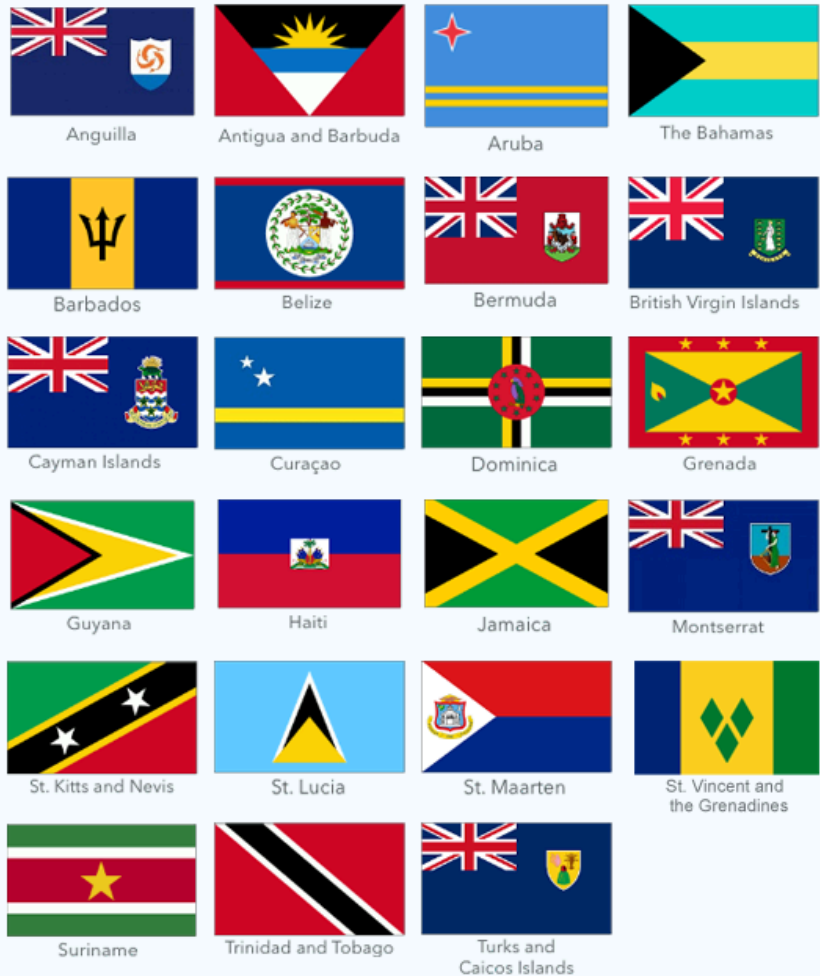 Anguilla
Antigua and Barbuda
Aruba
The Bahamas
Barbados
Belize
Bermuda
British Virgin Islands
Cayman Islands
Curaçao
Dominica
Grenada
Guyana
Haiti
Jamaica
Montserrat
St. Kitts and Nevis
St. Lucia
St. Maarten
St. Vincent and
the Grenadines
Suriname
Trinidad and Tobago
Turks and
Caicos Islands